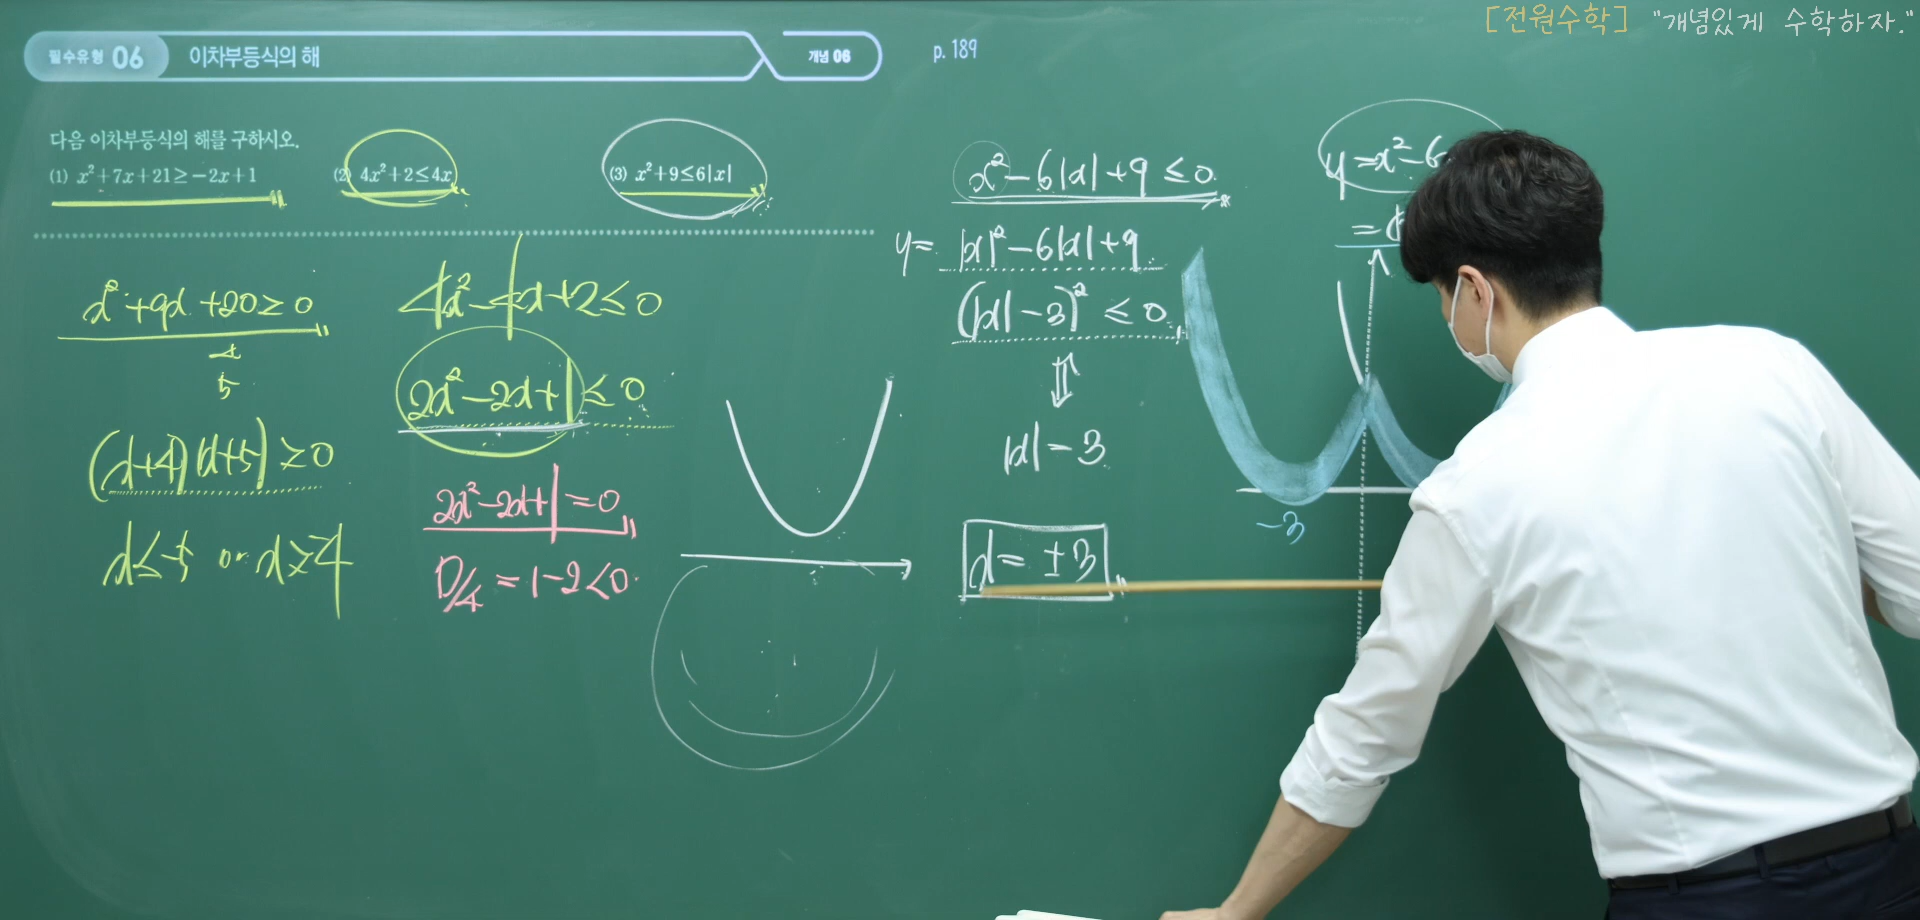 [전원수학] "개념있게 수학하자."
필수유형 06 이차부등식의 해 개념 06 p. 189
다음 이차부등식의 해를 구하시오.
(1) x²+7x+21≥-2x+1 (2) 4x²+2≤4x (3) x²+9≤6|x|
x²+9x+20≥0
4
5
(x+4)(x+5)≥0
x≤-5 or x≥-4
4x²-4x+2≤0
2x²-2x+1≤0
2x²-2x+1=0
D/4=1-2<0
x²-6|x|+9≤0
y= |x|²-6|x|+9
(|x|-3)²≤0
⇕
|x|=3
x=±3
y=x²-6
=(
-3